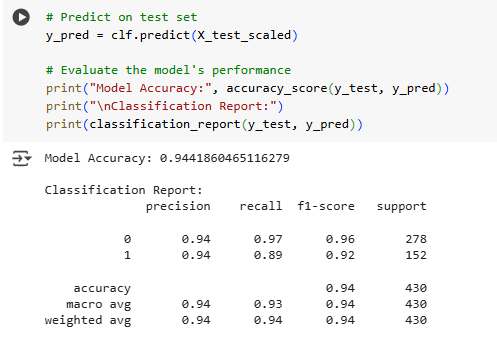 # Predict on test set
y_pred = clf.predict(X_test_scaled)
# Evaluate the model's performance
print("Model Accuracy:", accuracy_score(y_test, y_pred))
print("\nClassification Report:")
print(classification_report(y_test, y_pred))
Model Accuracy: 0.9441860465116279
Classification Report:
precision recall f1-score support
0 0.94 0.97 0.96 278
1 0.94 0.89 0.92 152
accuracy 0.94 430
macro avg 0.94 0.93 0.94 430
weighted avg 0.94 0.94 0.94 430